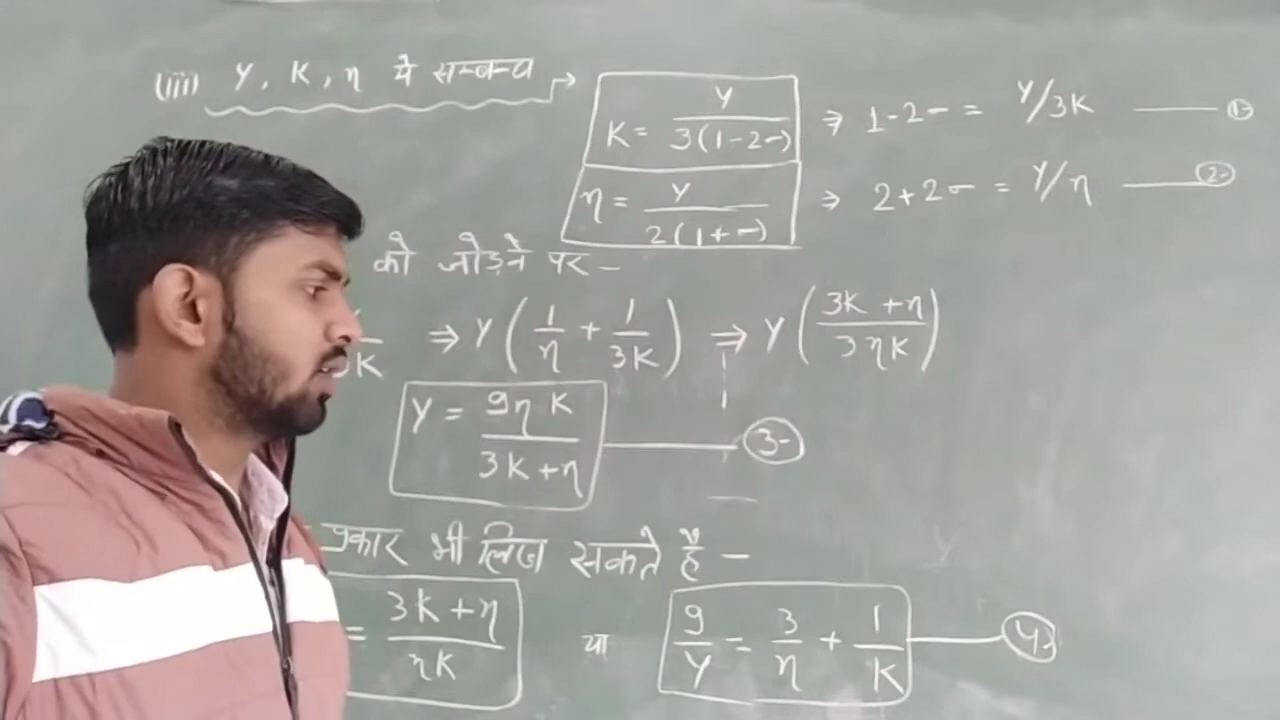 (iii) Y, K, η में सम्बन्ध →
K = Y / 3(1-2σ) ⇒ 1-2σ = Y/3K —— ①
η = Y / 2(1+σ) ⇒ 2+2σ = Y/η —— ②
को जोड़ने पर -
3K ⇒ Y(1/η + 1/3K) ⇒ Y((3K+η)/3ηK)
Y = 9ηK / (3K+η) —— ③
प्रकार भी लिख सकते हैं -
= (3K+η)/ηK या 9/Y = 3/η + 1/K —— ④